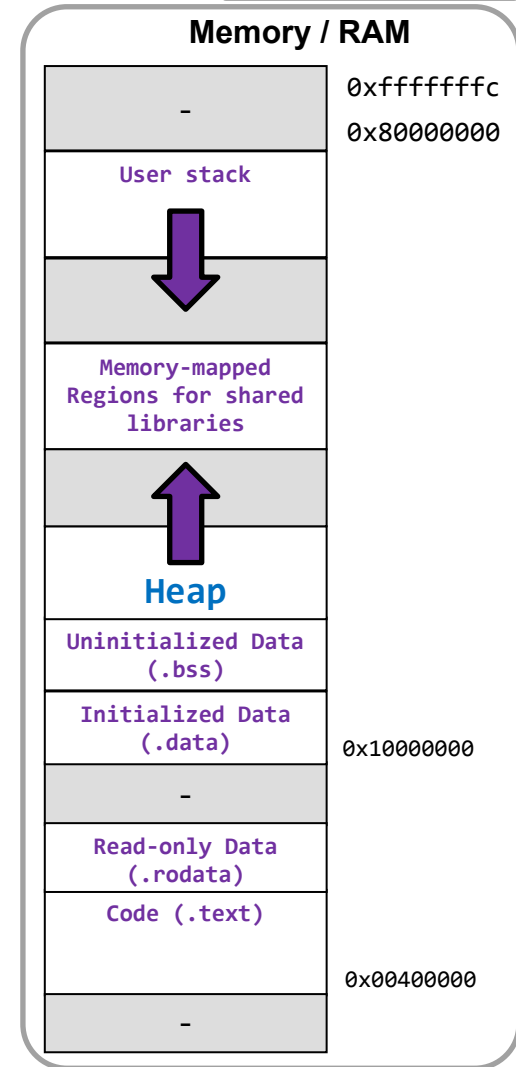 Memory / RAM
0xfffffffc
-
0x80000000
User stack
Memory-mapped
Regions for shared
libraries
Heap
Uninitialized Data
(.bss)
Initialized Data
(.data)
0x10000000
-
Read-only Data
(.rodata)
Code (.text)
0x00400000
-